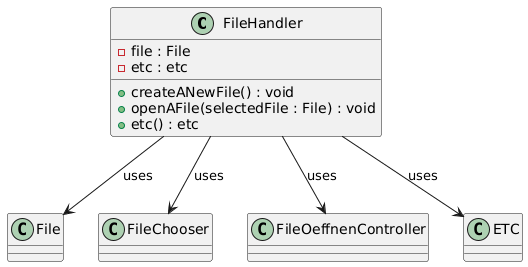 C FileHandler
file : File
etc : etc
createANewFile() : void
openAFile(selectedFile : File) : void
etc() : etc
uses uses uses uses
C File C FileChooser C FileOeffnenController C ETC